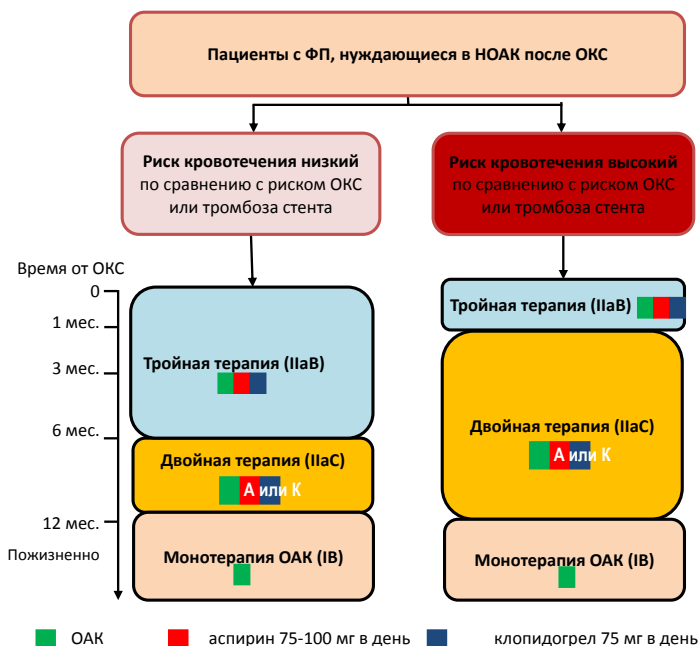 Пациенты с ФП, нуждающиеся в НОАК после ОКС
Риск кровотечения низкий
по сравнению с риском ОКС
или тромбоза стента
Риск кровотечения высокий
по сравнению с риском ОКС
или тромбоза стента
Время от ОКС
0
1 мес.
3 мес.
6 мес.
12 мес.
Пожизненно
Тройная терапия (IIaB)
Двойная терапия (IIaC)
А или К
Монотерапия ОАК (IB)
Тройная терапия (IIaB)
Двойная терапия (IIaC)
А или К
Монотерапия ОАК (IB)
ОАК
аспирин 75-100 мг в день
клопидогрел 75 мг в день